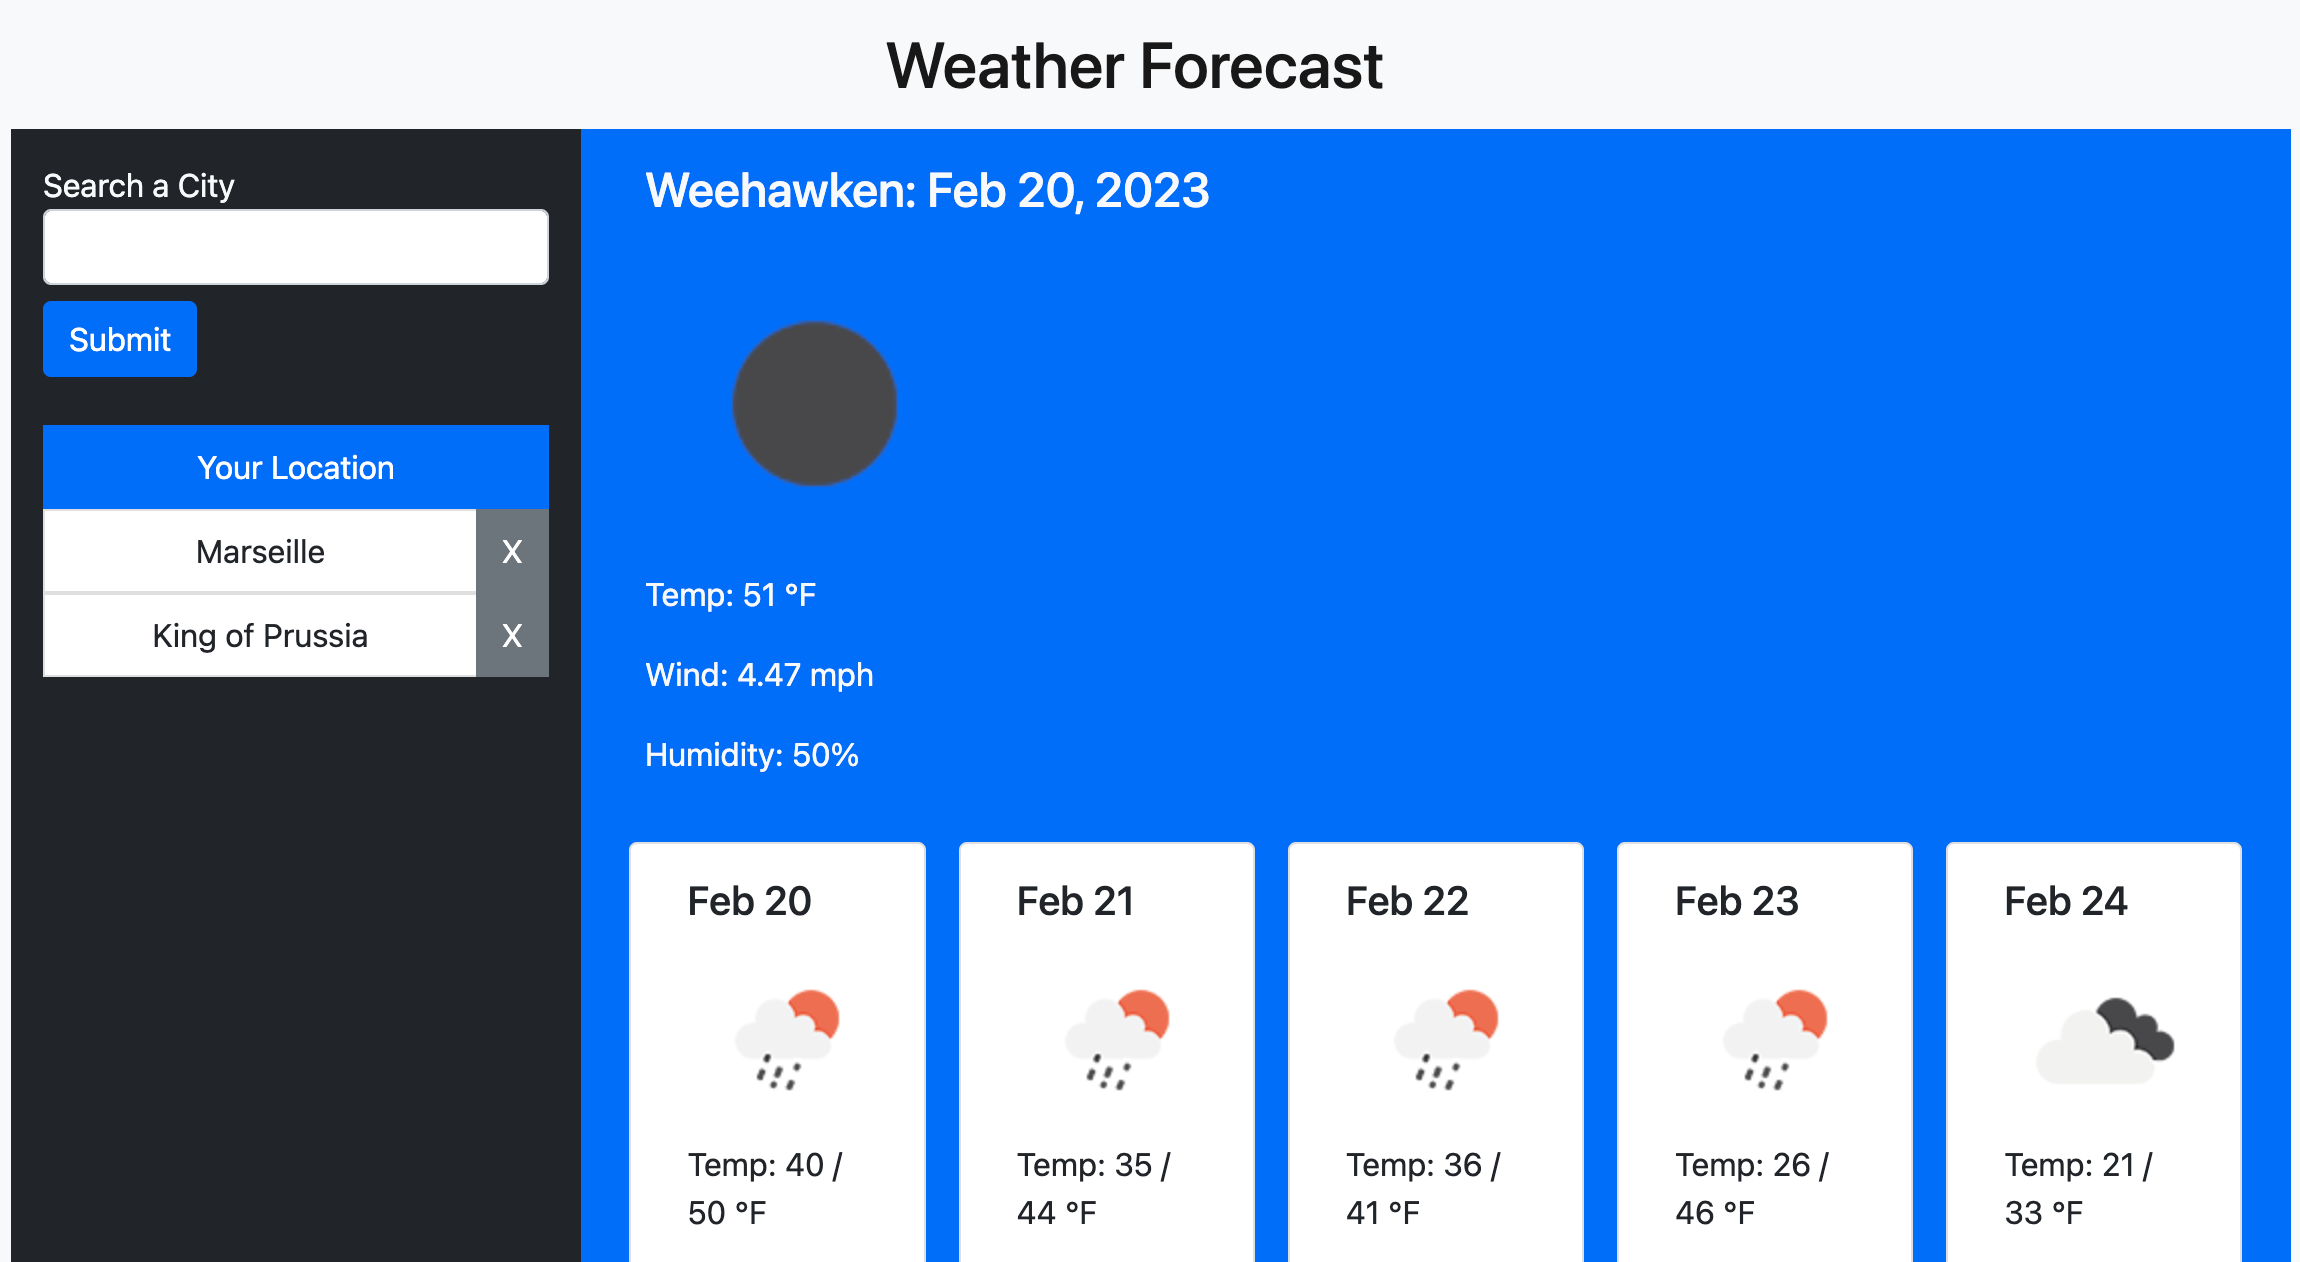 Weather Forecast
Search a City
Submit
Your Location
Marseille X
King of Prussia X
Weehawken: Feb 20, 2023
Temp: 51 °F
Wind: 4.47 mph
Humidity: 50%
Feb 20
Temp: 40 /
50 °F
Feb 21
Temp: 35 /
44 °F
Feb 22
Temp: 36 /
41 °F
Feb 23
Temp: 26 /
46 °F
Feb 24
Temp: 21 /
33 °F